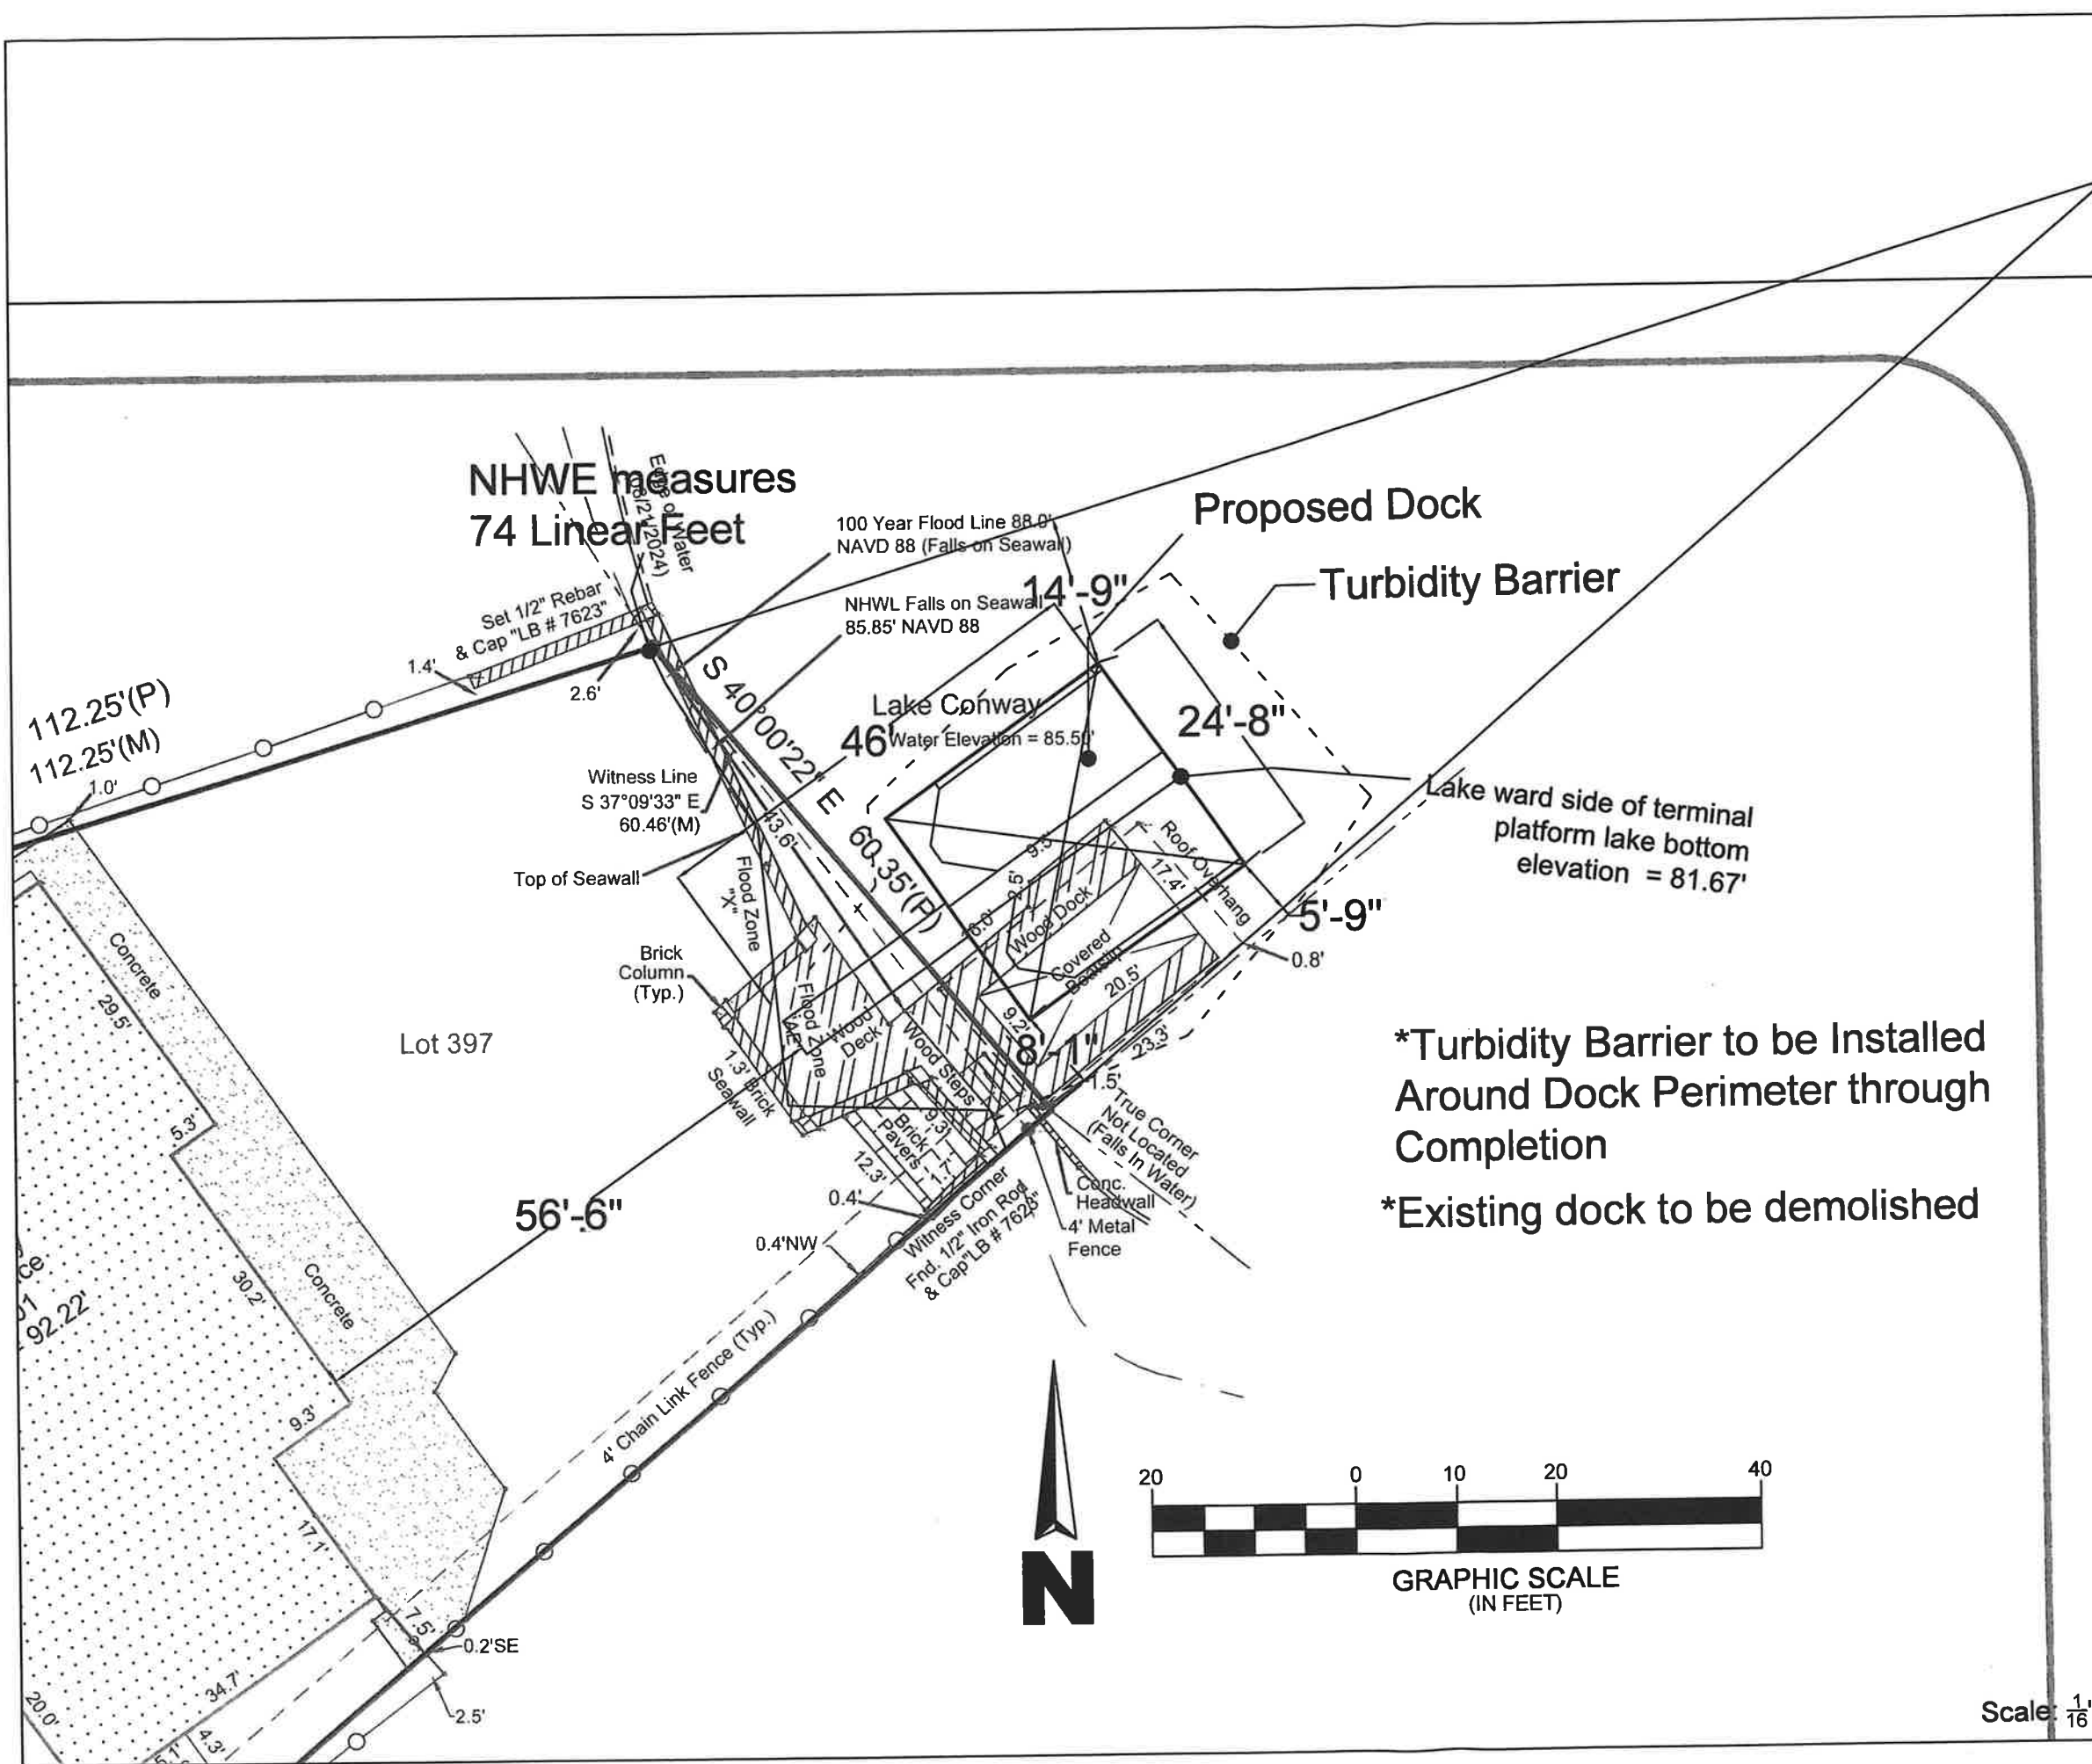 NHWE measures
74 Linear Feet
Edge of Water
(8/21/2024)
100 Year Flood Line 88.0'
NAVD 88 (Falls on Seawall)
Proposed Dock
14'-9"
Turbidity Barrier
NHWL Falls on Seawall
85.85' NAVD 88
Set 1/2" Rebar
& Cap "LB # 7623"
1.4'
2.6'
112.25'(P)
112.25'(M)
1.0'
S 40°00'22" E 60.35'(P)
Lake Conway
Water Elevation = 85.50'
46'
24'-8"
Witness Line
S 37°09'33" E
60.46'(M)
43.6'
Top of Seawall
Flood Zone
"X"
Lake ward side of terminal
platform lake bottom
elevation = 81.67'
9.3'
2.5'
Roof Overhang
17.4'
Wood Dock
16.0'
5'-9"
0.8'
Covered
Boatslip
20.5'
Brick
Column
(Typ.)
Concrete
29.5'
Lot 397
Flood Zone
"AE"
Wood
Deck
Wood Steps
9.2'
8'-1"
23.3'
1.5'
1.3' Brick
Seawall
True Corner
Not Located
(Falls In Water)
*Turbidity Barrier to be Installed
Around Dock Perimeter through
Completion
*Existing dock to be demolished
5.3'
9.3'
Brick
Pavers
1.7'
12.3'
0.4'
Conc.
Headwall
4' Metal
Fence
56'-6"
0.4'NW
Witness Corner
Fnd. 1/2" Iron Rod
& Cap"LB # 7628"
30.2'
Concrete
ce
01
92.22'
4' Chain Link Fence (Typ.)
9.3'
17.1'
N
20 0 10 20 40
GRAPHIC SCALE
(IN FEET)
7.5'
0.2'SE
34.7'
2.5'
20.0'
4.3'
5.1'
Scale: 1/16"